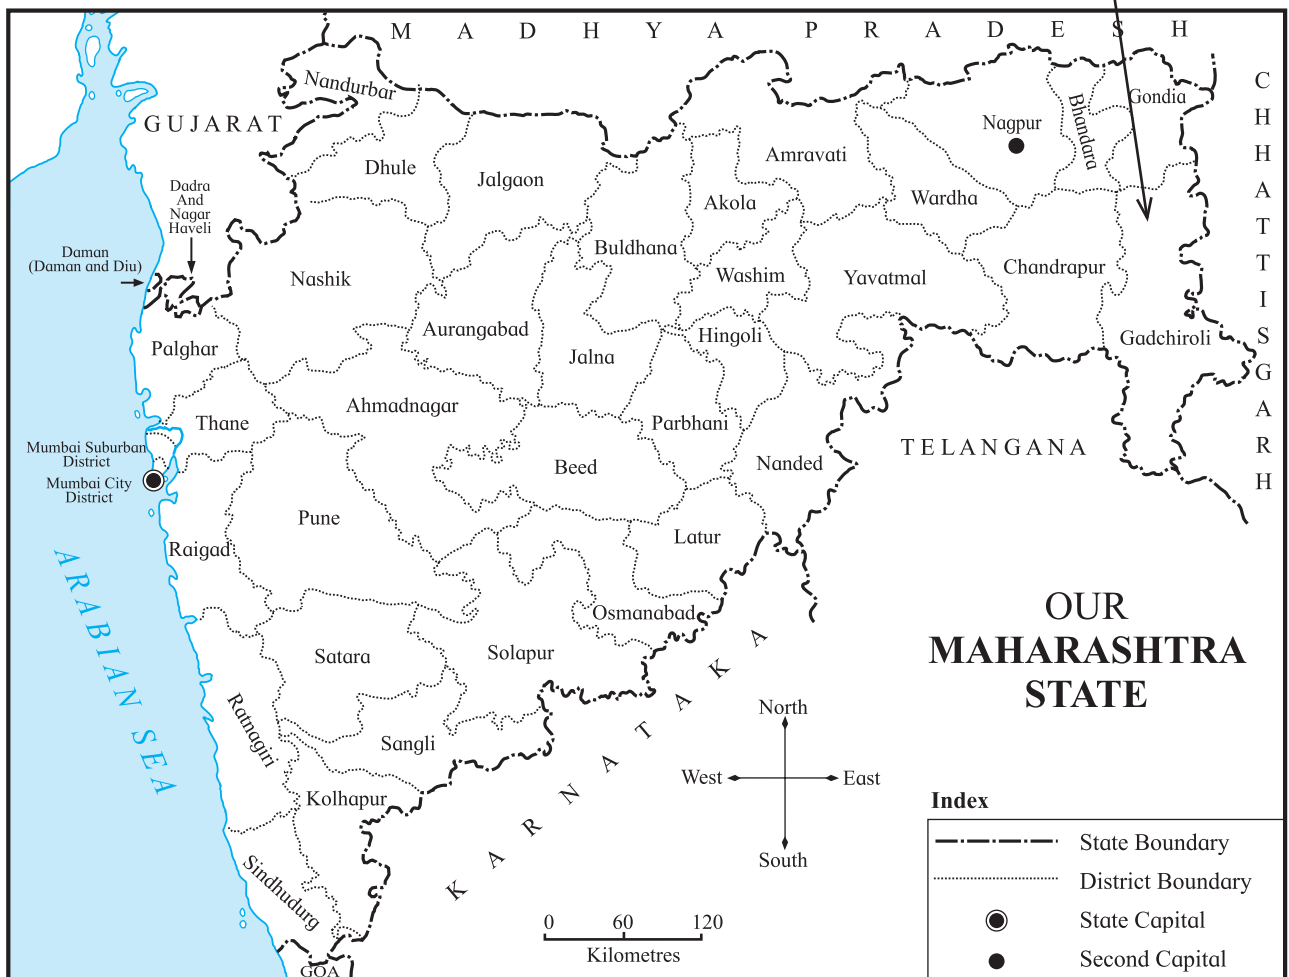 MADHYA PRADESH
CHHATTISGARH
GUJARAT
Nandurbar
Gondia
Bhandara
Nagpur
Dhule
Jalgaon
Amravati
Akola
Wardha
Dadra
And
Nagar
Haveli
Daman
(Daman and Diu)
Nashik
Buldhana
Washim
Yavatmal
Chandrapur
Aurangabad
Hingoli
Gadchiroli
Palghar
Jalna
Ahmadnagar
Thane
Parbhani
TELANGANA
Mumbai Suburban
District
Mumbai City
District
Beed
Nanded
Pune
Latur
Raigad
Osmanabad
ARABIAN SEA
Satara
Solapur
KARNATAKA
Ratnagiri
Sangli
Kolhapur
Sindhudurg
GOA
OUR
MAHARASHTRA
STATE
North
West
East
South
0 60 120
Kilometres
Index
State Boundary
District Boundary
State Capital
Second Capital